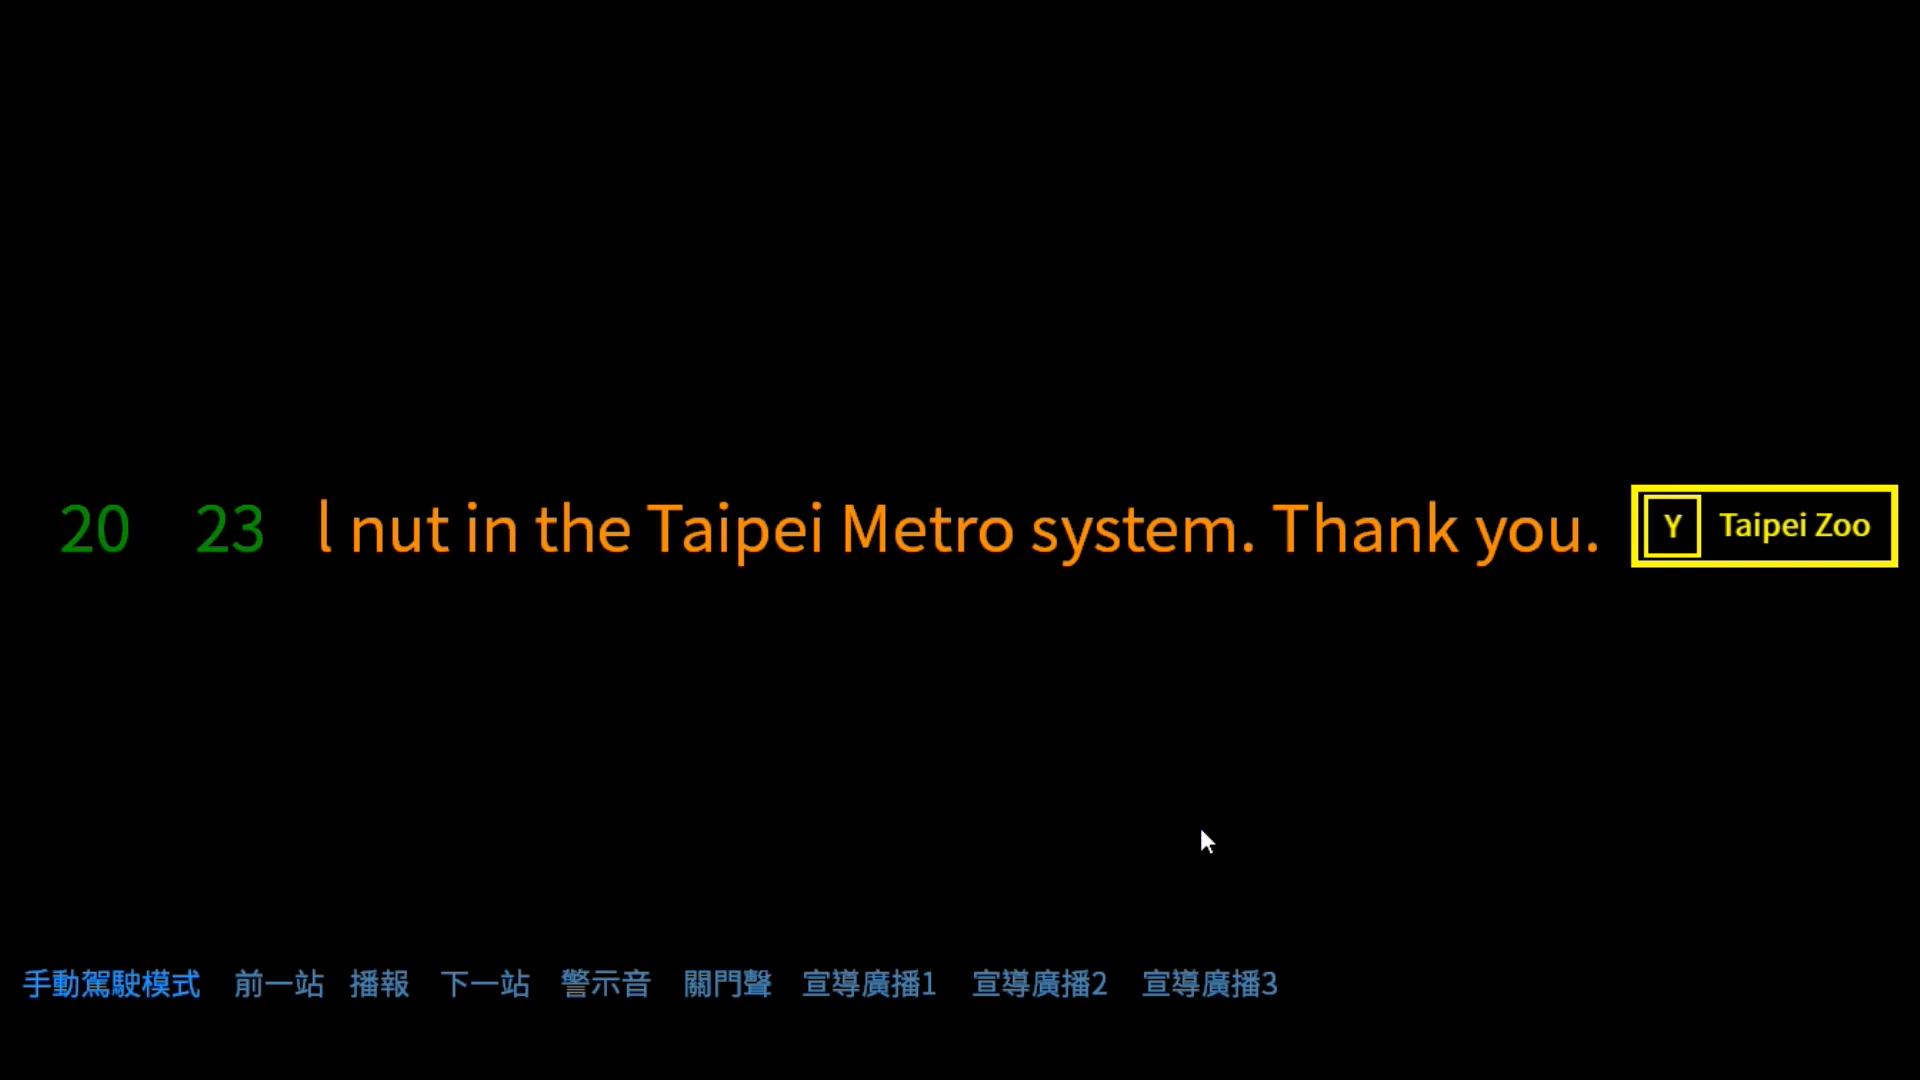 20 23 l nut in the Taipei Metro system. Thank you. Y Taipei Zoo
手動駕駛模式 前一站 播報 下一站 警示音 關門聲 宣導廣播1 宣導廣播2 宣導廣播3